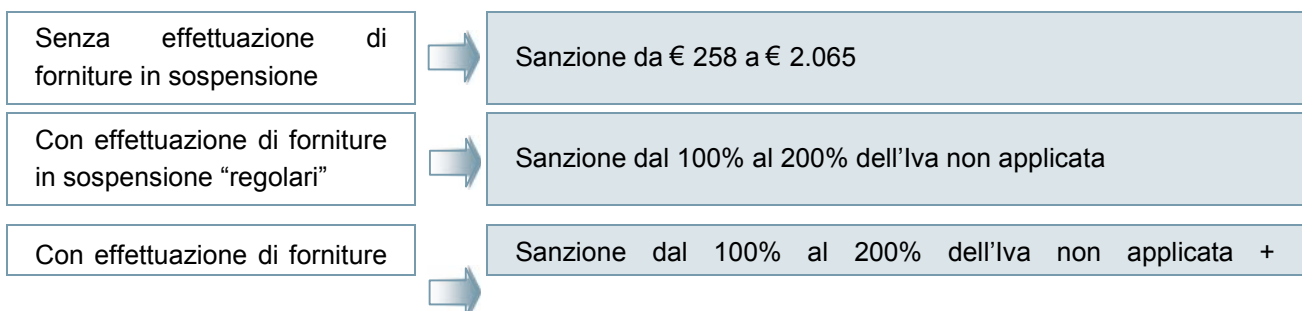 Senza effettuazione di
forniture in sospensione
Sanzione da € 258 a € 2.065
Con effettuazione di forniture
in sospensione “regolari”
Sanzione dal 100% al 200% dell’Iva non applicata
Con effettuazione di forniture
Sanzione dal 100% al 200% dell’Iva non applicata +